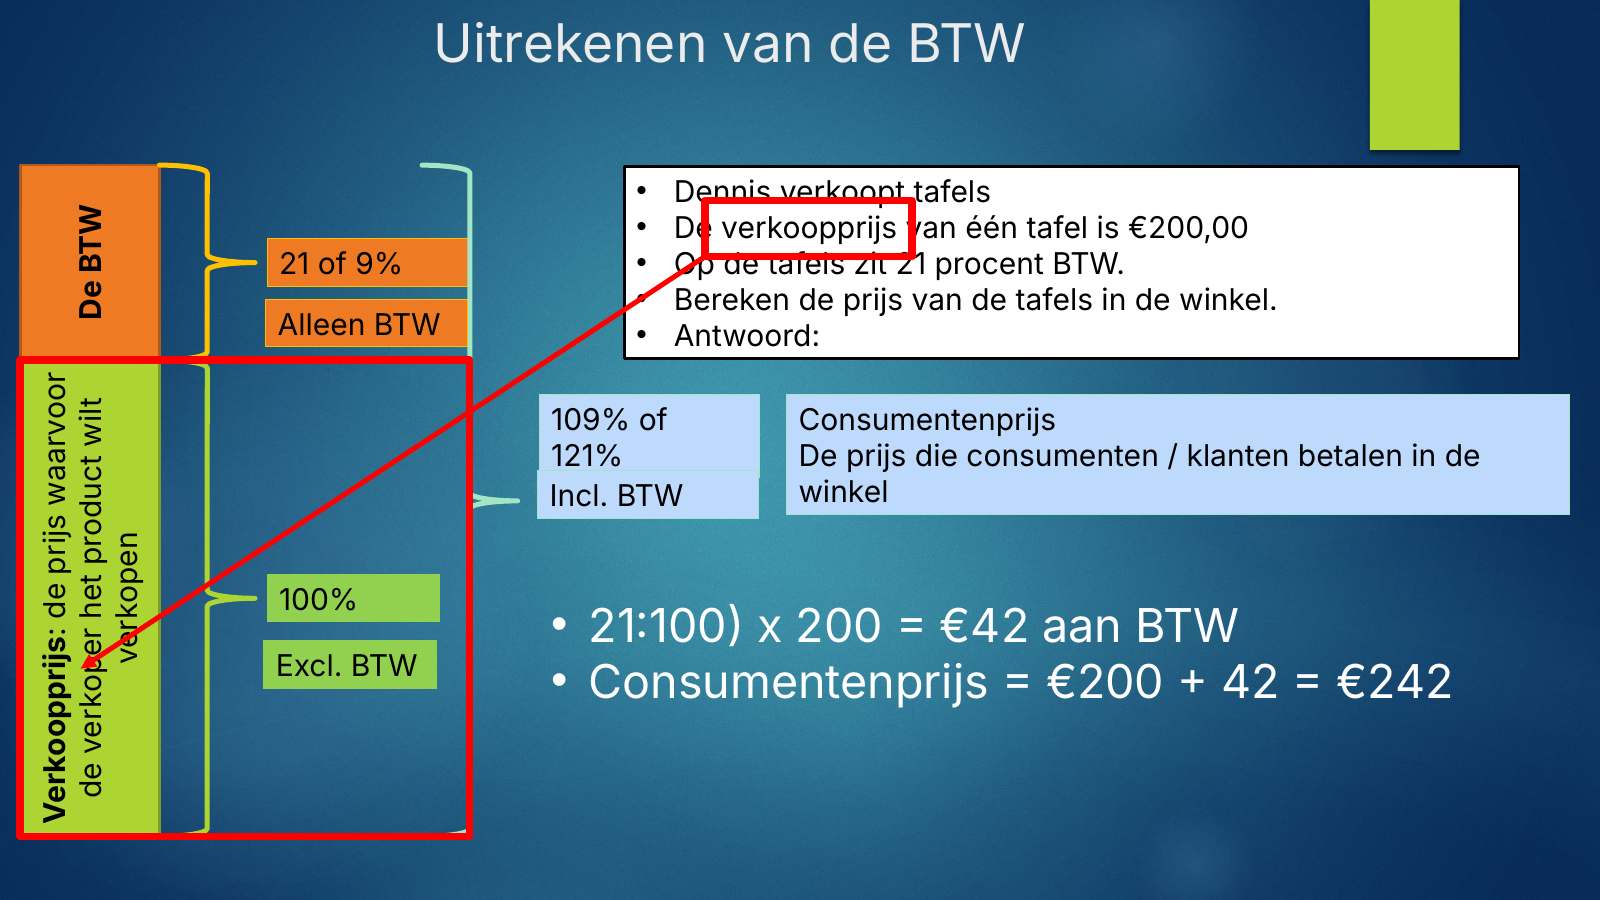 Uitrekenen van de BTW
De BTW
21 of 9%
Alleen BTW
• Dennis verkoopt tafels
• De verkoopprijs van één tafel is €200,00
• Op de tafels zit 21 procent BTW.
• Bereken de prijs van de tafels in de winkel.
• Antwoord:
109% of
121%
Incl. BTW
Consumentenprijs
De prijs die consumenten / klanten betalen in de
winkel
Verkoopprijs: de prijs waarvoor
de verkoper het product wilt
verkopen
100%
Excl. BTW
• 21:100) x 200 = €42 aan BTW
• Consumentenprijs = €200 + 42 = €242